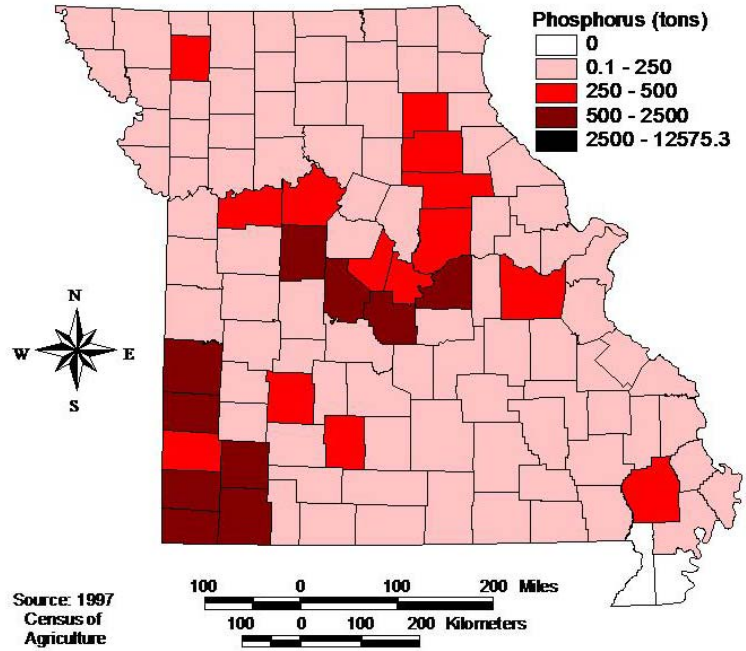 Phosphorus (tons)
0
0.1 - 250
250 - 500
500 - 2500
2500 - 12575.3
N
W E
S
Source: 1997
Census of
Agriculture
100 0 100 200 Miles
100 0 100 200 Kilometers